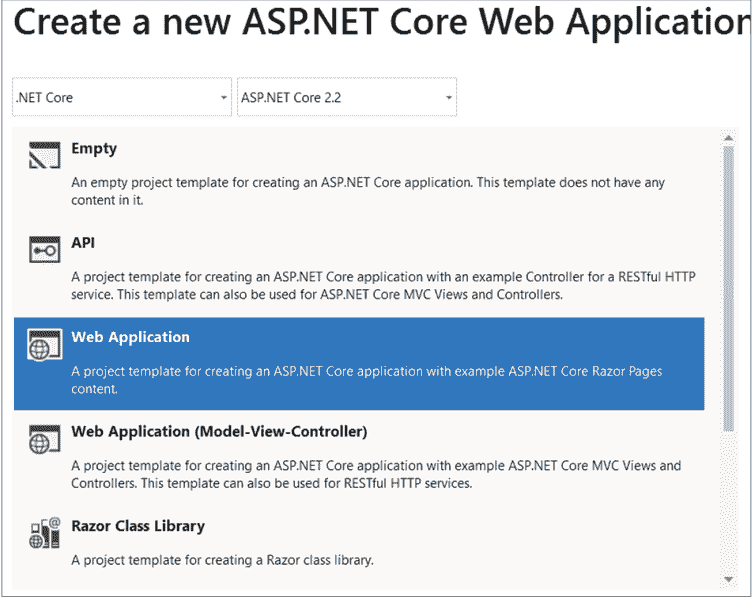 Create a new ASP.NET Core Web Application
.NET Core
ASP.NET Core 2.2
Empty
An empty project template for creating an ASP.NET Core application. This template does not have any
content in it.
API
A project template for creating an ASP.NET Core application with an example Controller for a RESTful HTTP
service. This template can also be used for ASP.NET Core MVC Views and Controllers.
Web Application
A project template for creating an ASP.NET Core application with example ASP.NET Core Razor Pages
content.
Web Application (Model-View-Controller)
A project template for creating an ASP.NET Core application with example ASP.NET Core MVC Views and
Controllers. This template can also be used for RESTful HTTP services.
Razor Class Library
A project template for creating a Razor class library.